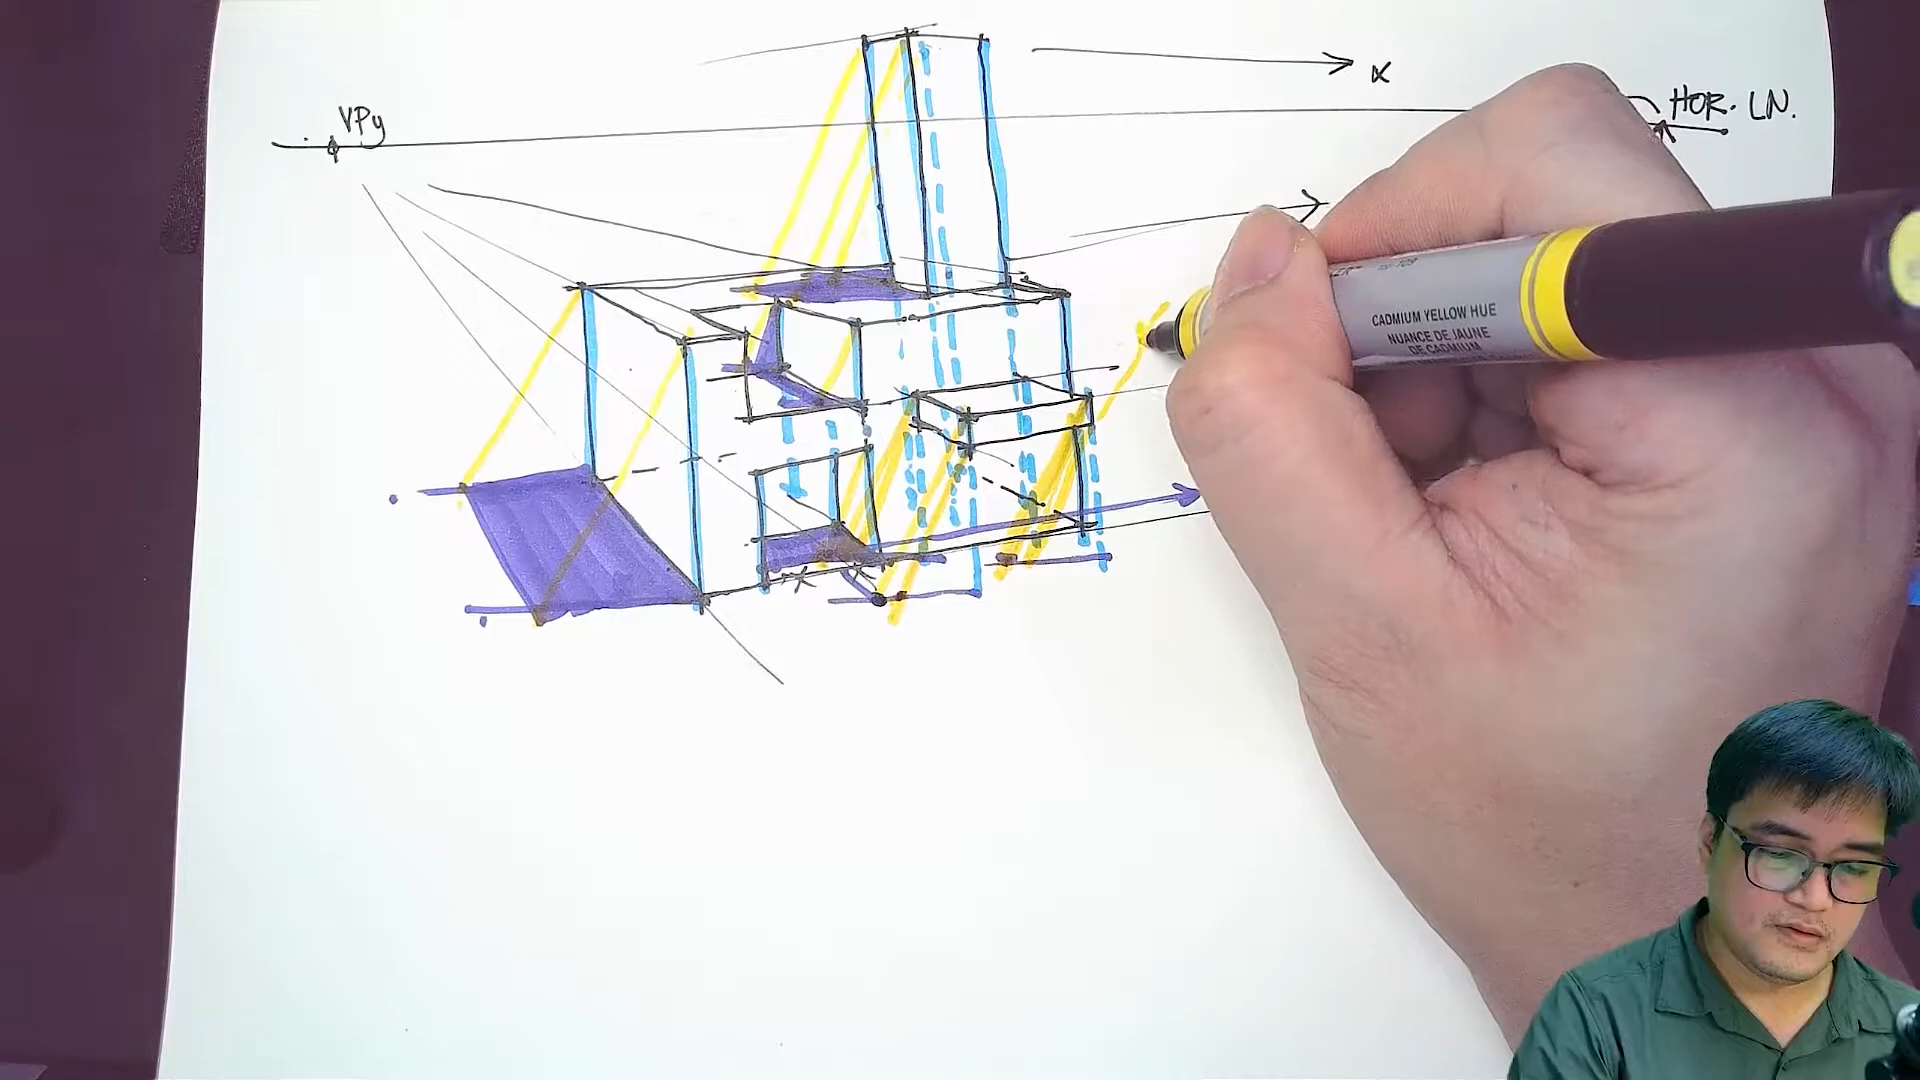 x
VPy
HOR. LN.
CADMIUM YELLOW HUE
NUANCE DE JAUNE
DE CADMIUM